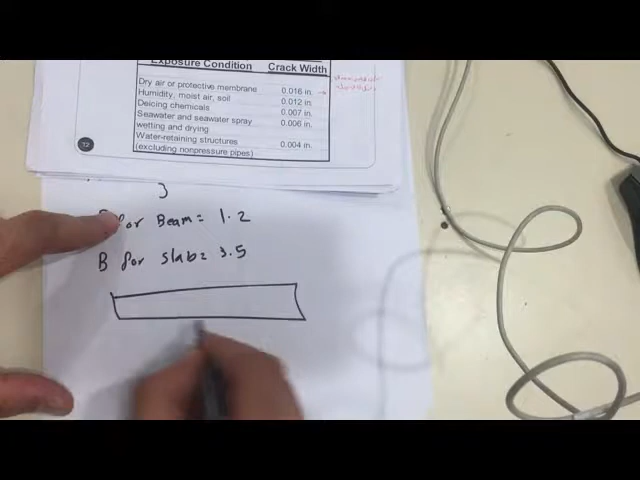 Exposure Condition Crack Width
Dry air or protective membrane 0.016 in.
Humidity, moist air, soil 0.012 in.
Deicing chemicals 0.007 in.
Seawater and seawater spray
wetting and drying 0.006 in.
Water-retaining structures
(excluding nonpressure pipes) 0.004 in.
12
for Beam = 1.2
B for slab = 3.5